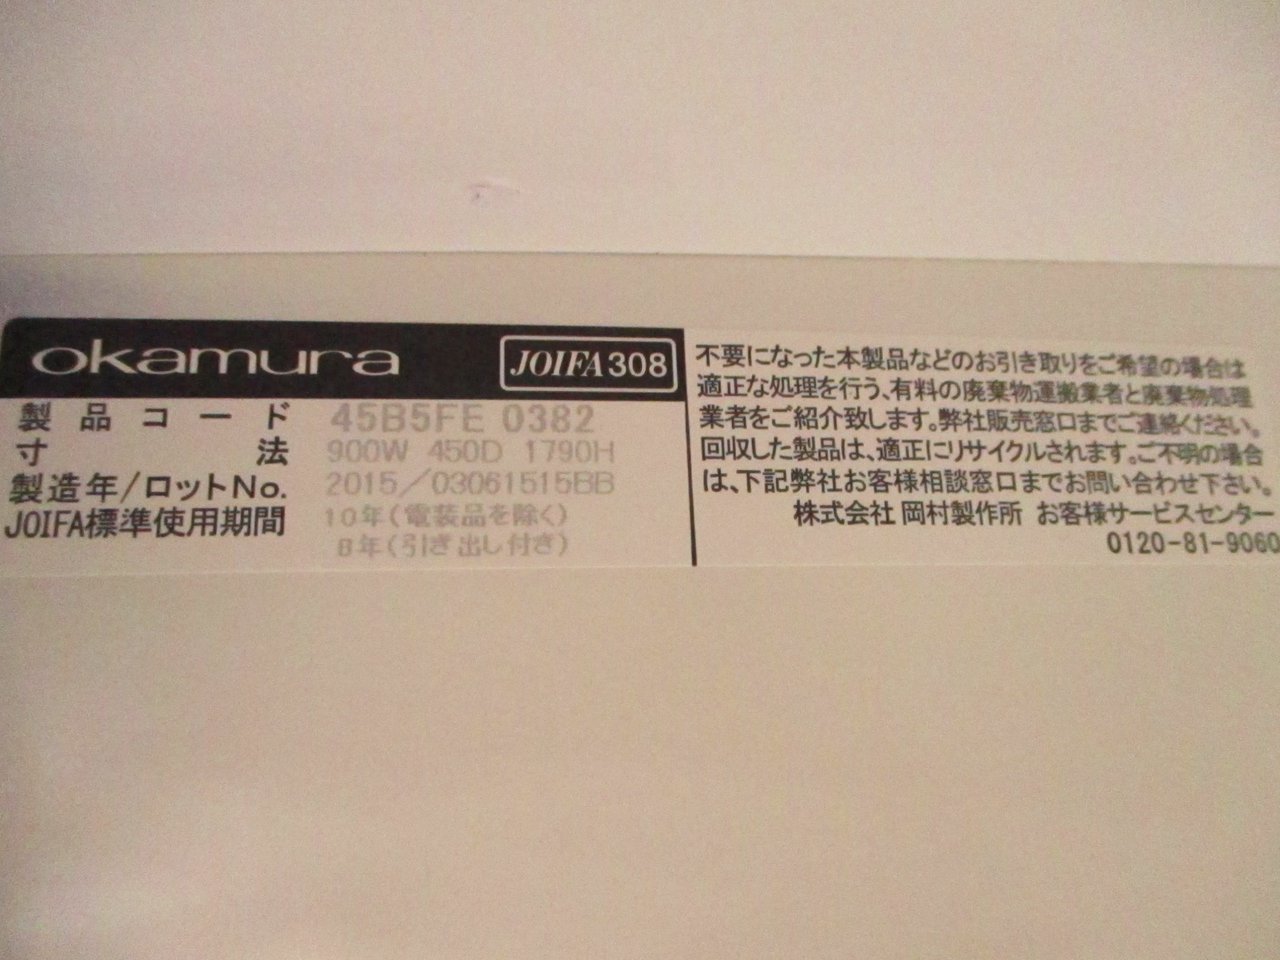 okamura JOIFA 308
製品コード 45B5FE 0382
寸法 900W 450D 1790H
製造年/ロットNo. 2015/03061515BB
JOIFA標準使用期間 10年(電装品を除く)
8年(引き出し付き)
不要になった本製品などのお引き取りをご希望の場合は
適正な処理を行う、有料の廃棄物運搬業者と廃棄物処理
業者をご紹介致します。弊社販売窓口までご連絡ください。
回収した製品は、適正にリサイクルされます。ご不明の場合
は、下記弊社お客様相談窓口までお問い合わせ下さい。
株式会社 岡村製作所 お客様サービスセンター
0120-81-9060